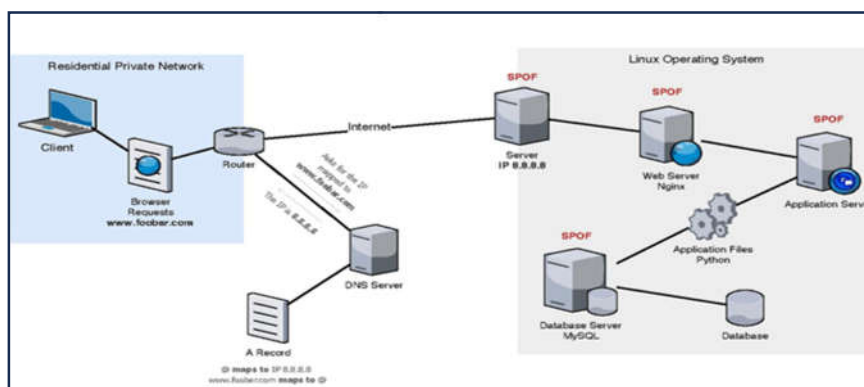 Residential Private Network
Client
Browser
Requests
www.foobar.com
Router
Internet
Asks for the IP
mapped to
www.foobar.com
The IP is 8.8.8.8
DNS Server
A Record
@ maps to IP 8.8.8.8
www.foobar.com maps to @
Linux Operating System
SPOF
Server
IP 8.8.8.8
SPOF
Web Server
Nginx
SPOF
Application Serv
Application Files
Python
SPOF
Database Server
MySQL
Database